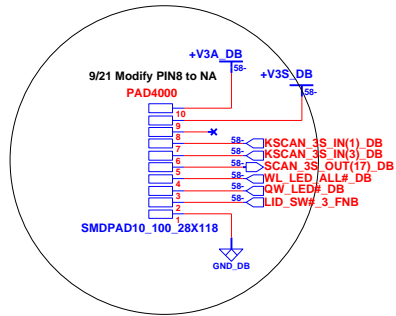 +V3A_DB
58-
+V3S_DB
58-
9/21 Modify PIN8 to NA
PAD4000
10
9
8
58- KSCAN_3S_IN(1)_DB
7
58- KSCAN_3S_IN(3)_DB
6
58- SCAN_3S_OUT(17)_DB
5
58- WL_LED_ALL#_DB
4
58- QW_LED#_DB
3
58- LID_SW#_3_FNB
2
1
SMDPAD10_100_28X118
GND_DB